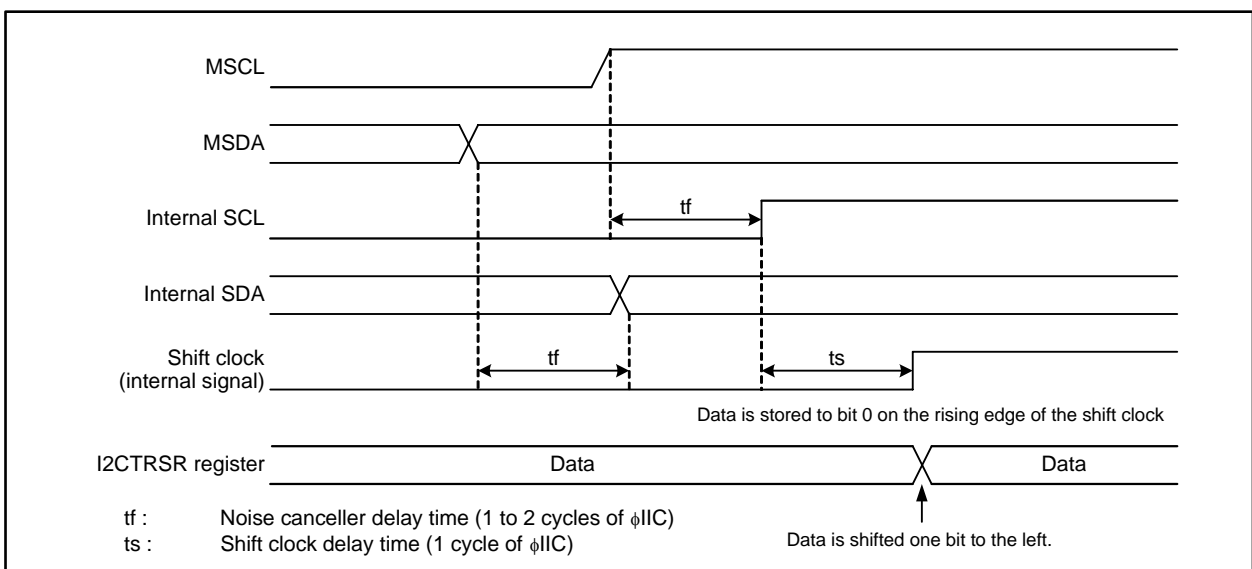 MSCL
MSDA
tf
Internal SCL
Internal SDA
Shift clock
(internal signal)
tf
ts
Data is stored to bit 0 on the rising edge of the shift clock
I2CTRSR register
Data
Data
tf : Noise canceller delay time (1 to 2 cycles of ϕIIC)
ts : Shift clock delay time (1 cycle of ϕIIC)
Data is shifted one bit to the left.